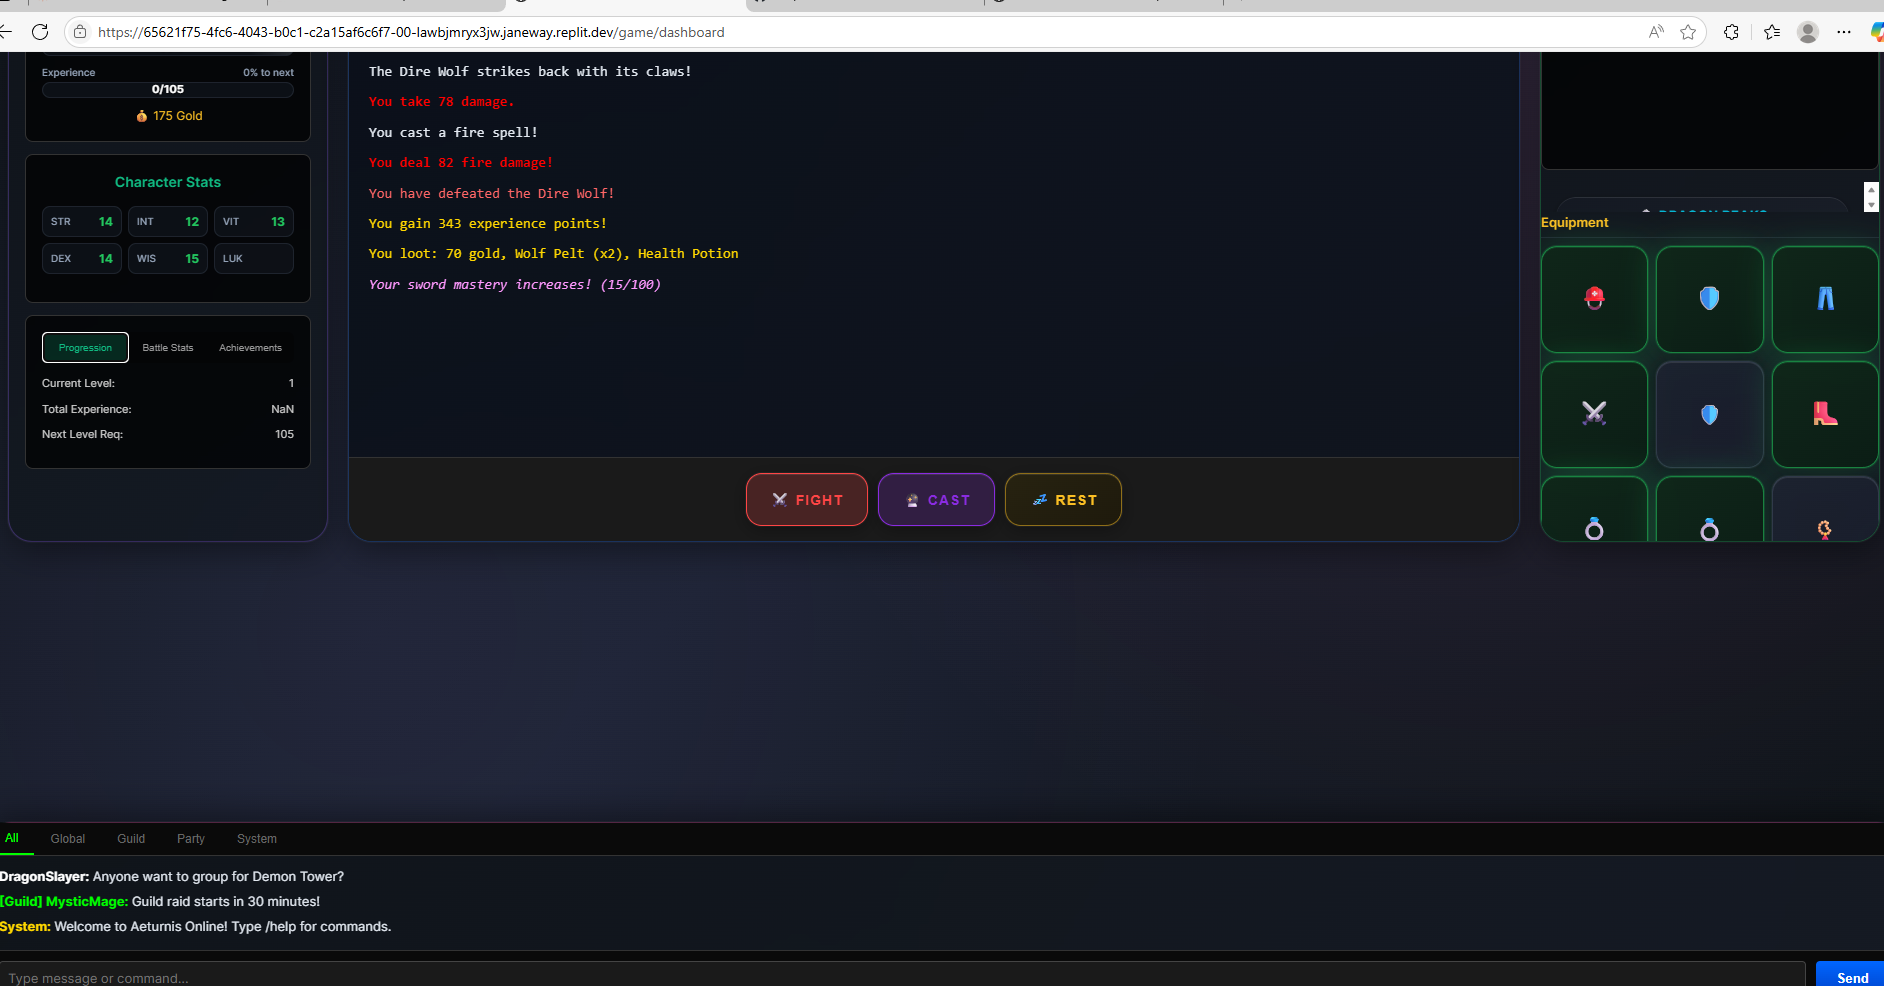 https://65621f75-4fc6-4043-b0c1-c2a15af6c6f7-00-lawbjmryx3jw.janeway.replit.dev/game/dashboard
Experience
0% to next
0/105
175 Gold
Character Stats
STR 14
INT 12
VIT 13
DEX 14
WIS 15
LUK
Progression
Battle Stats
Achievements
Current Level: 1
Total Experience: NaN
Next Level Req: 105
The Dire Wolf strikes back with its claws!
You take 78 damage.
You cast a fire spell!
You deal 82 fire damage!
You have defeated the Dire Wolf!
You gain 343 experience points!
You loot: 70 gold, Wolf Pelt (x2), Health Potion
Your sword mastery increases! (15/100)
FIGHT
CAST
REST
Equipment
All
Global
Guild
Party
System
DragonSlayer: Anyone want to group for Demon Tower?
[Guild] MysticMage: Guild raid starts in 30 minutes!
System: Welcome to Aeturnis Online! Type /help for commands.
Type message or command...
Send